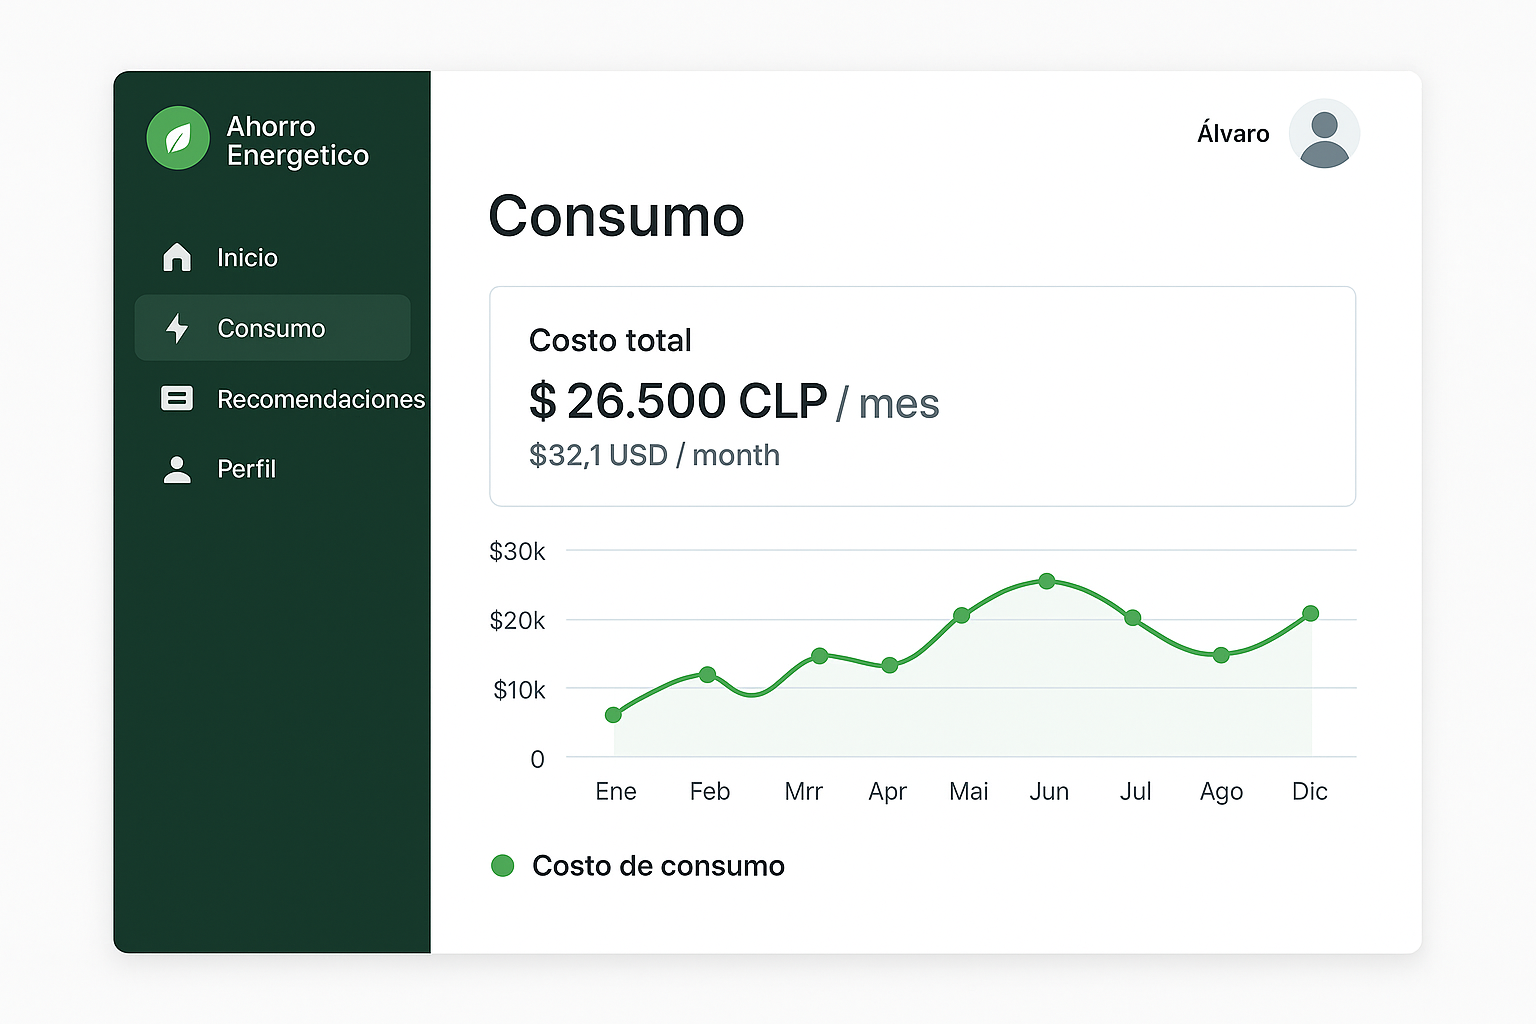 Ahorro
Energetico
Inicio
Consumo
Recomendaciones
Perfil
Álvaro
Consumo
Costo total
$ 26.500 CLP / mes
$32,1 USD / month
$30k
$20k
$10k
0
Ene Feb Mrr Apr Mai Jun Jul Ago Dic
Costo de consumo